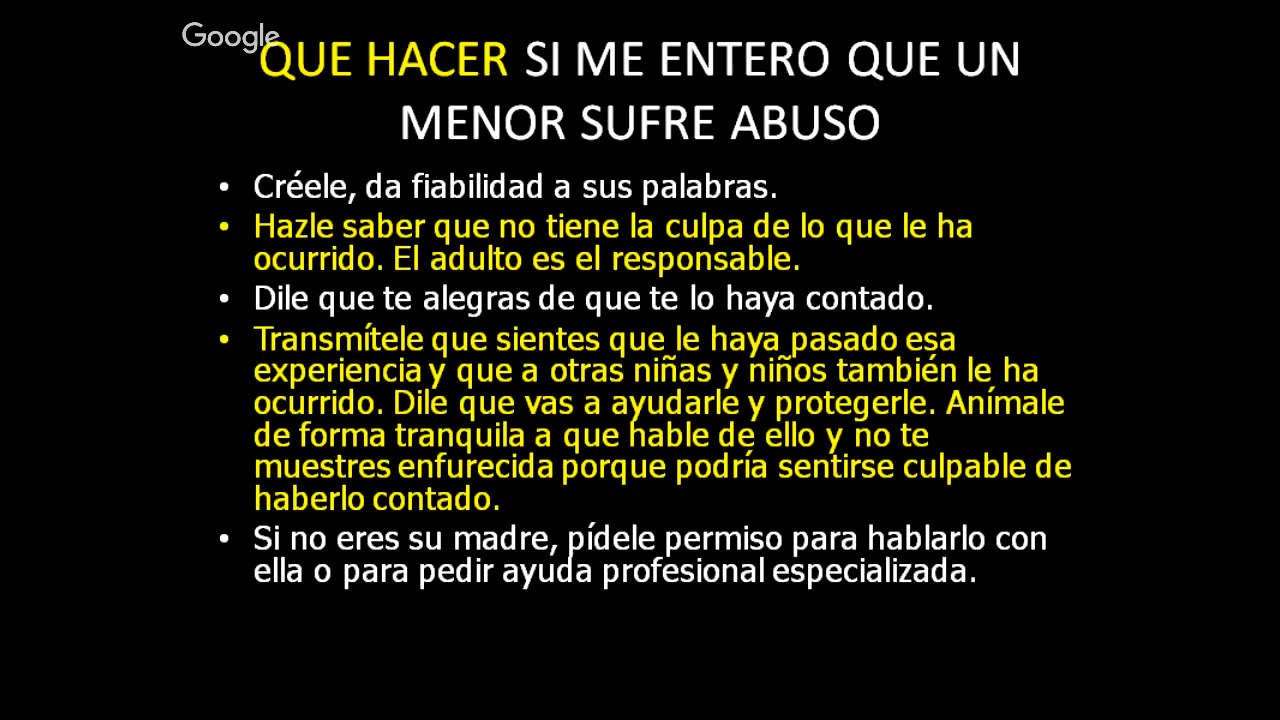 Google
QUE HACER SI ME ENTERO QUE UN
MENOR SUFRE ABUSO
• Créele, da fiabilidad a sus palabras.
• Hazle saber que no tiene la culpa de lo que le ha
ocurrido. El adulto es el responsable.
• Dile que te alegras de que te lo haya contado.
• Transmítele que sientes que le haya pasado esa
experiencia y que a otras niñas y niños también le ha
ocurrido. Dile que vas a ayudarle y protegerle. Anímale
de forma tranquila a que hable de ello y no te
muestres enfurecida porque podría sentirse culpable de
haberlo contado.
• Si no eres su madre, pídele permiso para hablarlo con
ella o para pedir ayuda profesional especializada.